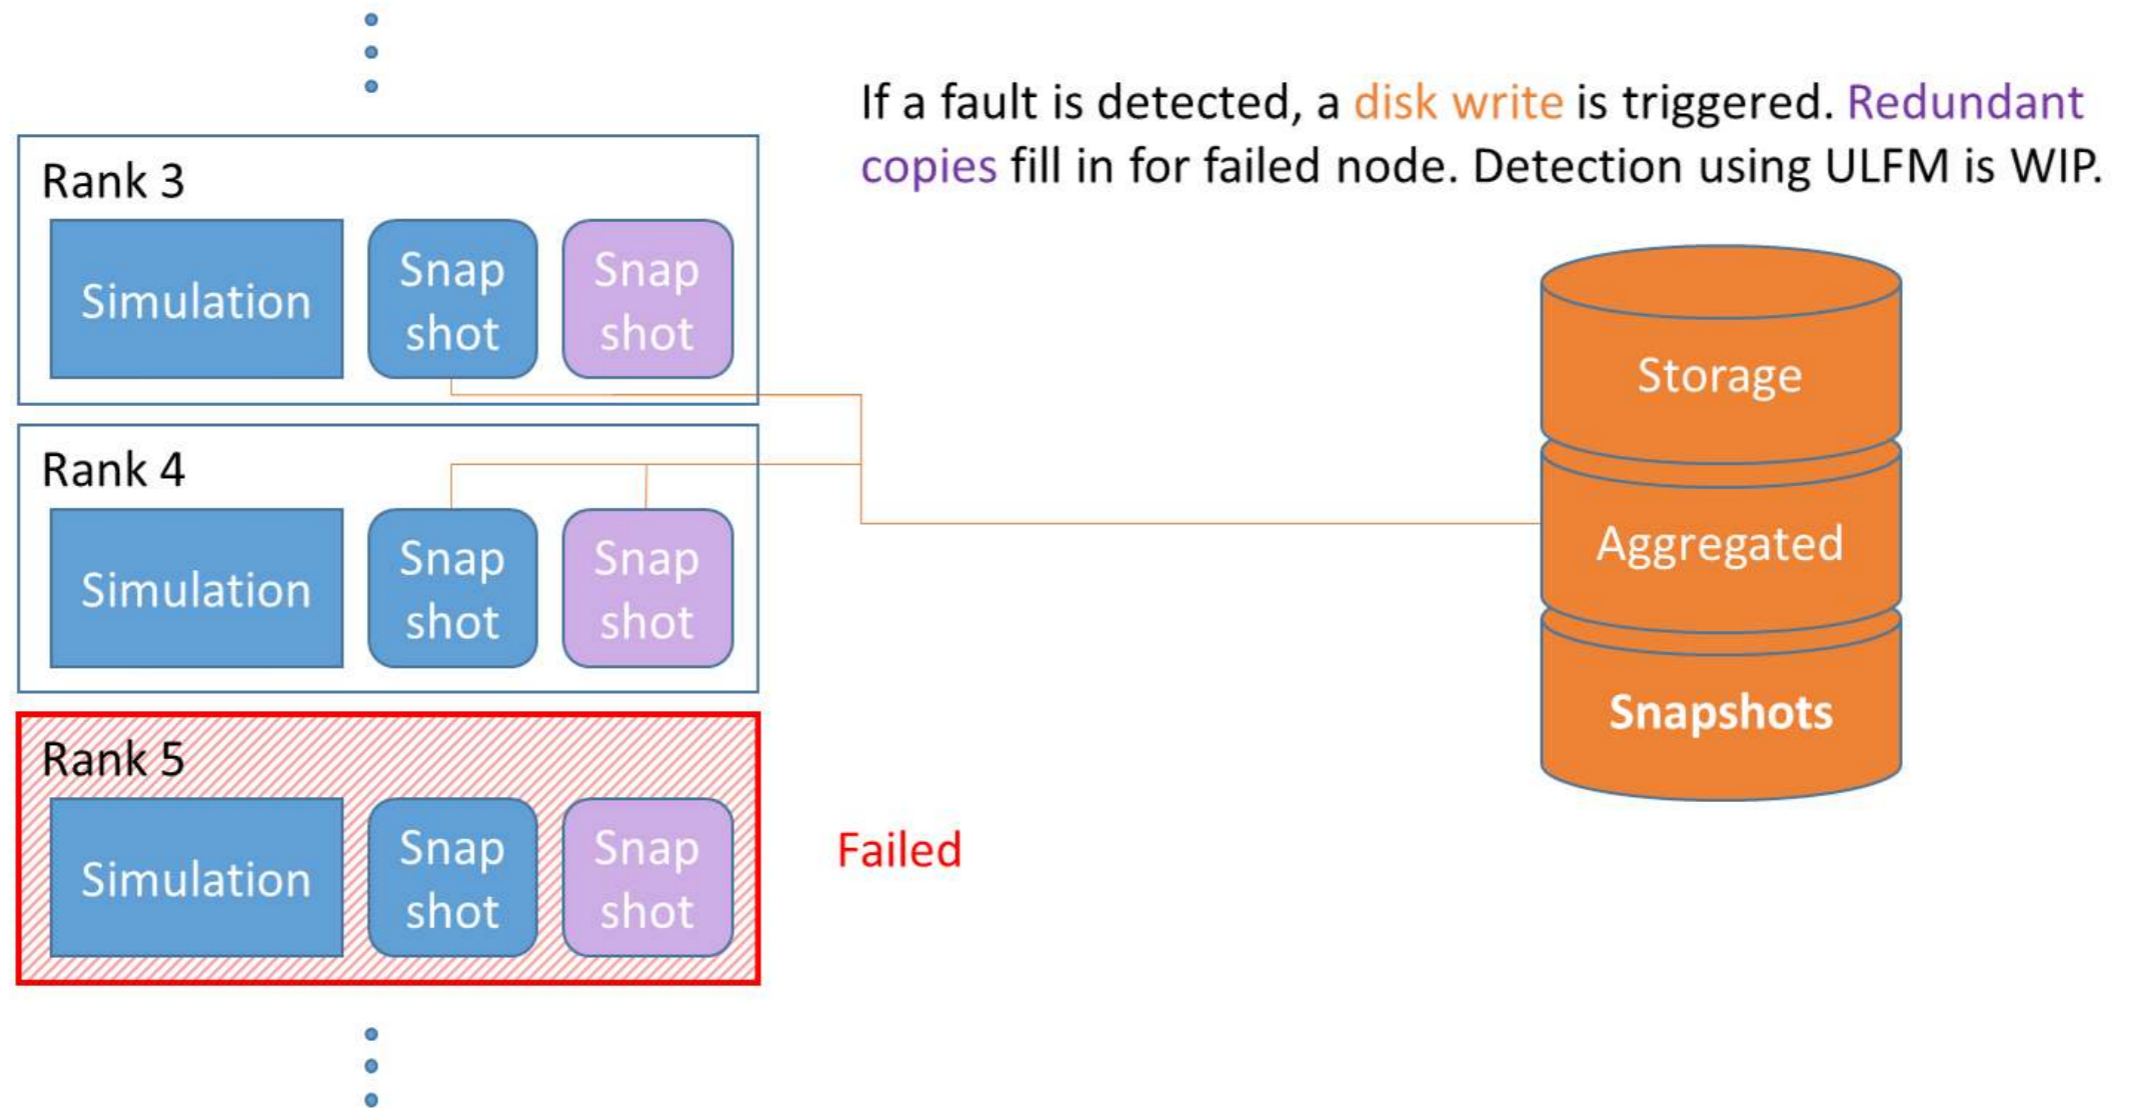 If a fault is detected, a disk write is triggered. Redundant
copies fill in for failed node. Detection using ULFM is WIP.
Rank 3
Simulation
Snap
shot
Snap
shot
Rank 4
Simulation
Snap
shot
Snap
shot
Rank 5
Simulation
Snap
shot
Snap
shot
Failed
Storage
Aggregated
Snapshots